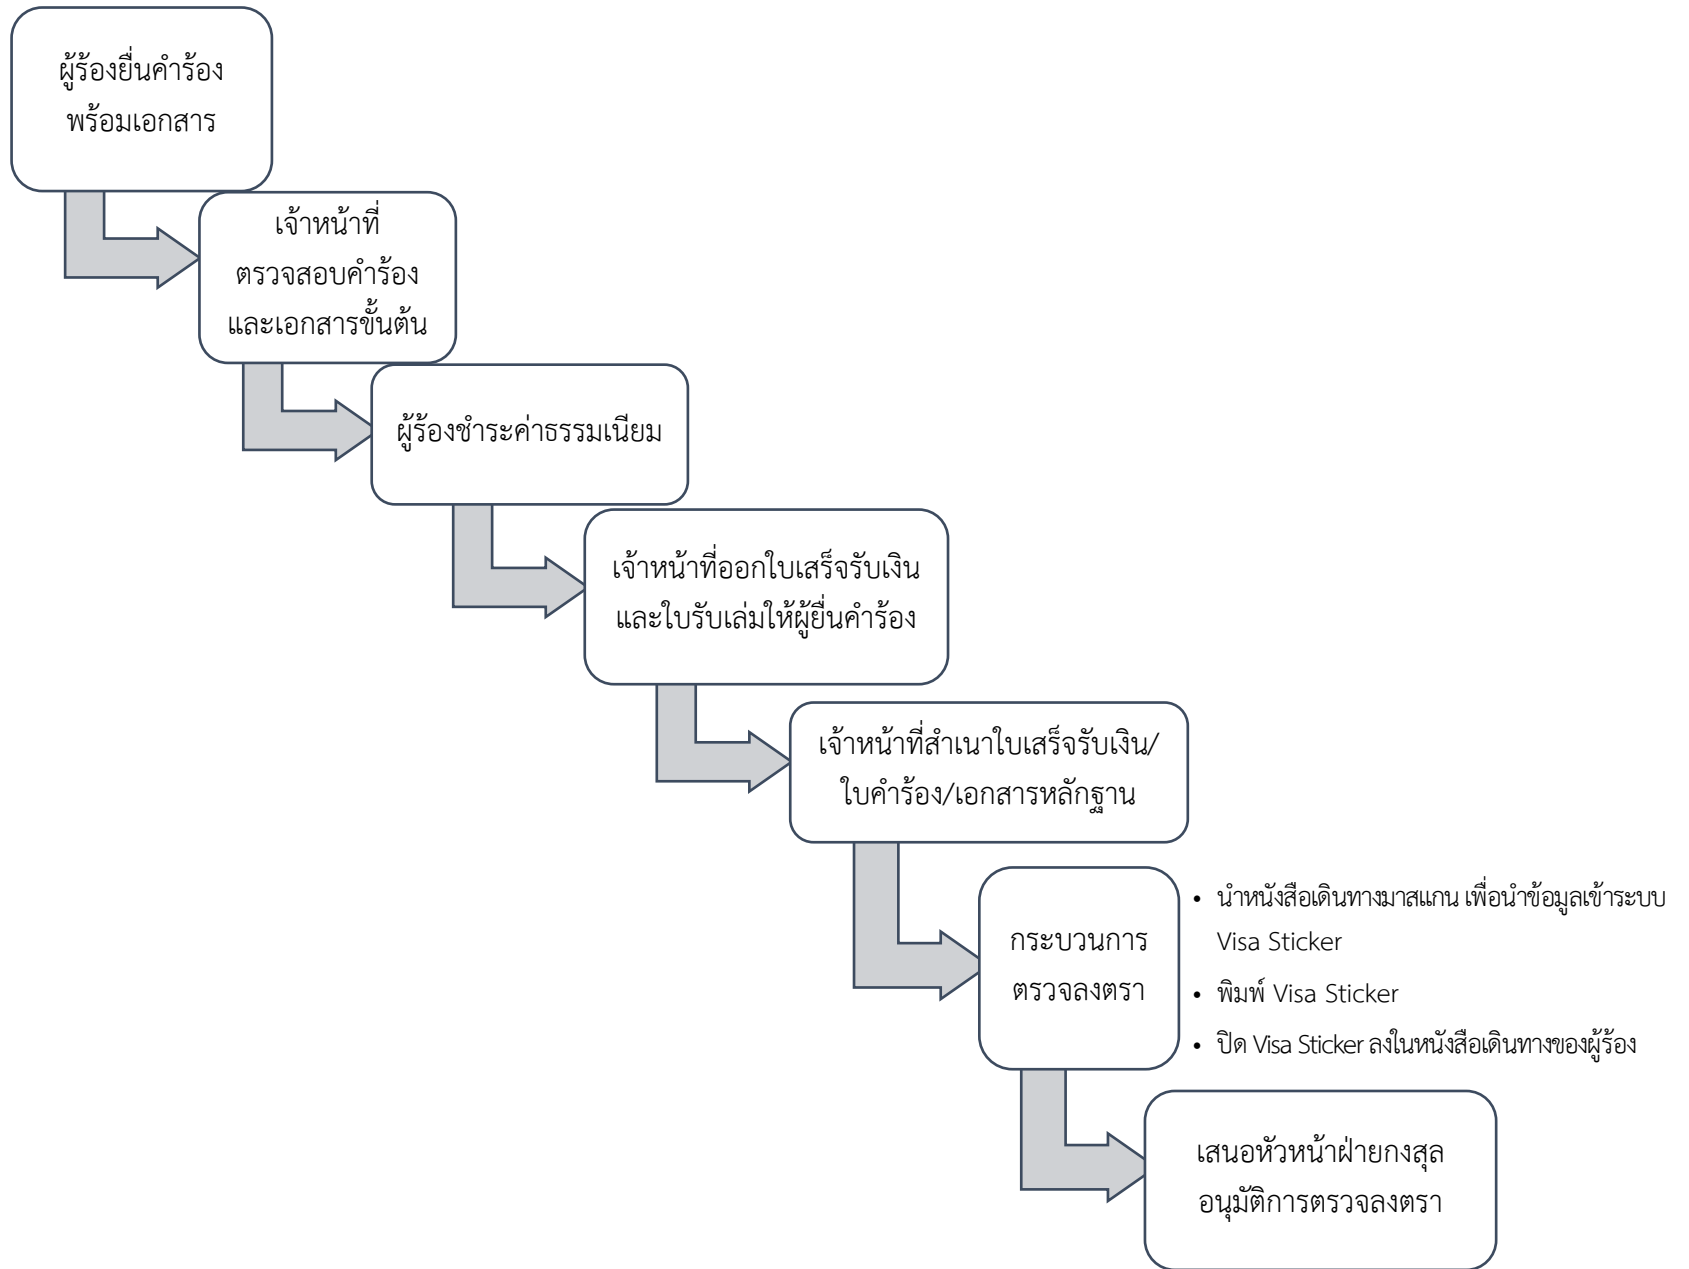 ผู้ร้องยื่นคำร้อง
พร้อมเอกสาร
เจ้าหน้าที่
ตรวจสอบคำร้อง
และเอกสารขั้นต้น
ผู้ร้องชำระค่าธรรมเนียม
เจ้าหน้าที่ออกใบเสร็จรับเงิน
และใบรับเล่มให้ผู้ยื่นคำร้อง
เจ้าหน้าที่สำเนาใบเสร็จรับเงิน/
ใบคำร้อง/เอกสารหลักฐาน
กระบวนการ
ตรวจลงตรา
• นำหนังสือเดินทางมาสแกน เพื่อนำข้อมูลเข้าระบบ
Visa Sticker
• พิมพ์ Visa Sticker
• ปิด Visa Sticker ลงในหนังสือเดินทางของผู้ร้อง
เสนอหัวหน้าฝ่ายกงสุล
อนุมัติการตรวจลงตรา